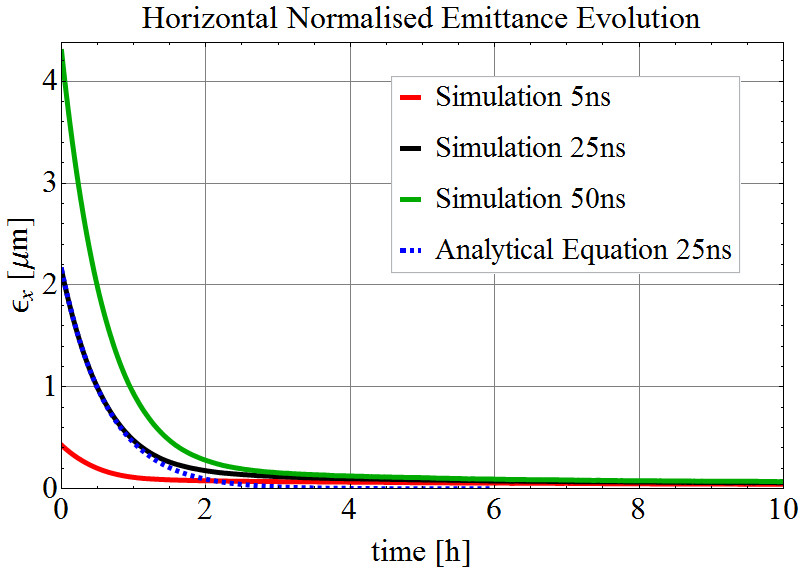 Horizontal Normalised Emittance Evolution
4
3
2
1
0
ϵx [μm]
Simulation 5ns
Simulation 25ns
Simulation 50ns
Analytical Equation 25ns
0 2 4 6 8 10
time [h]